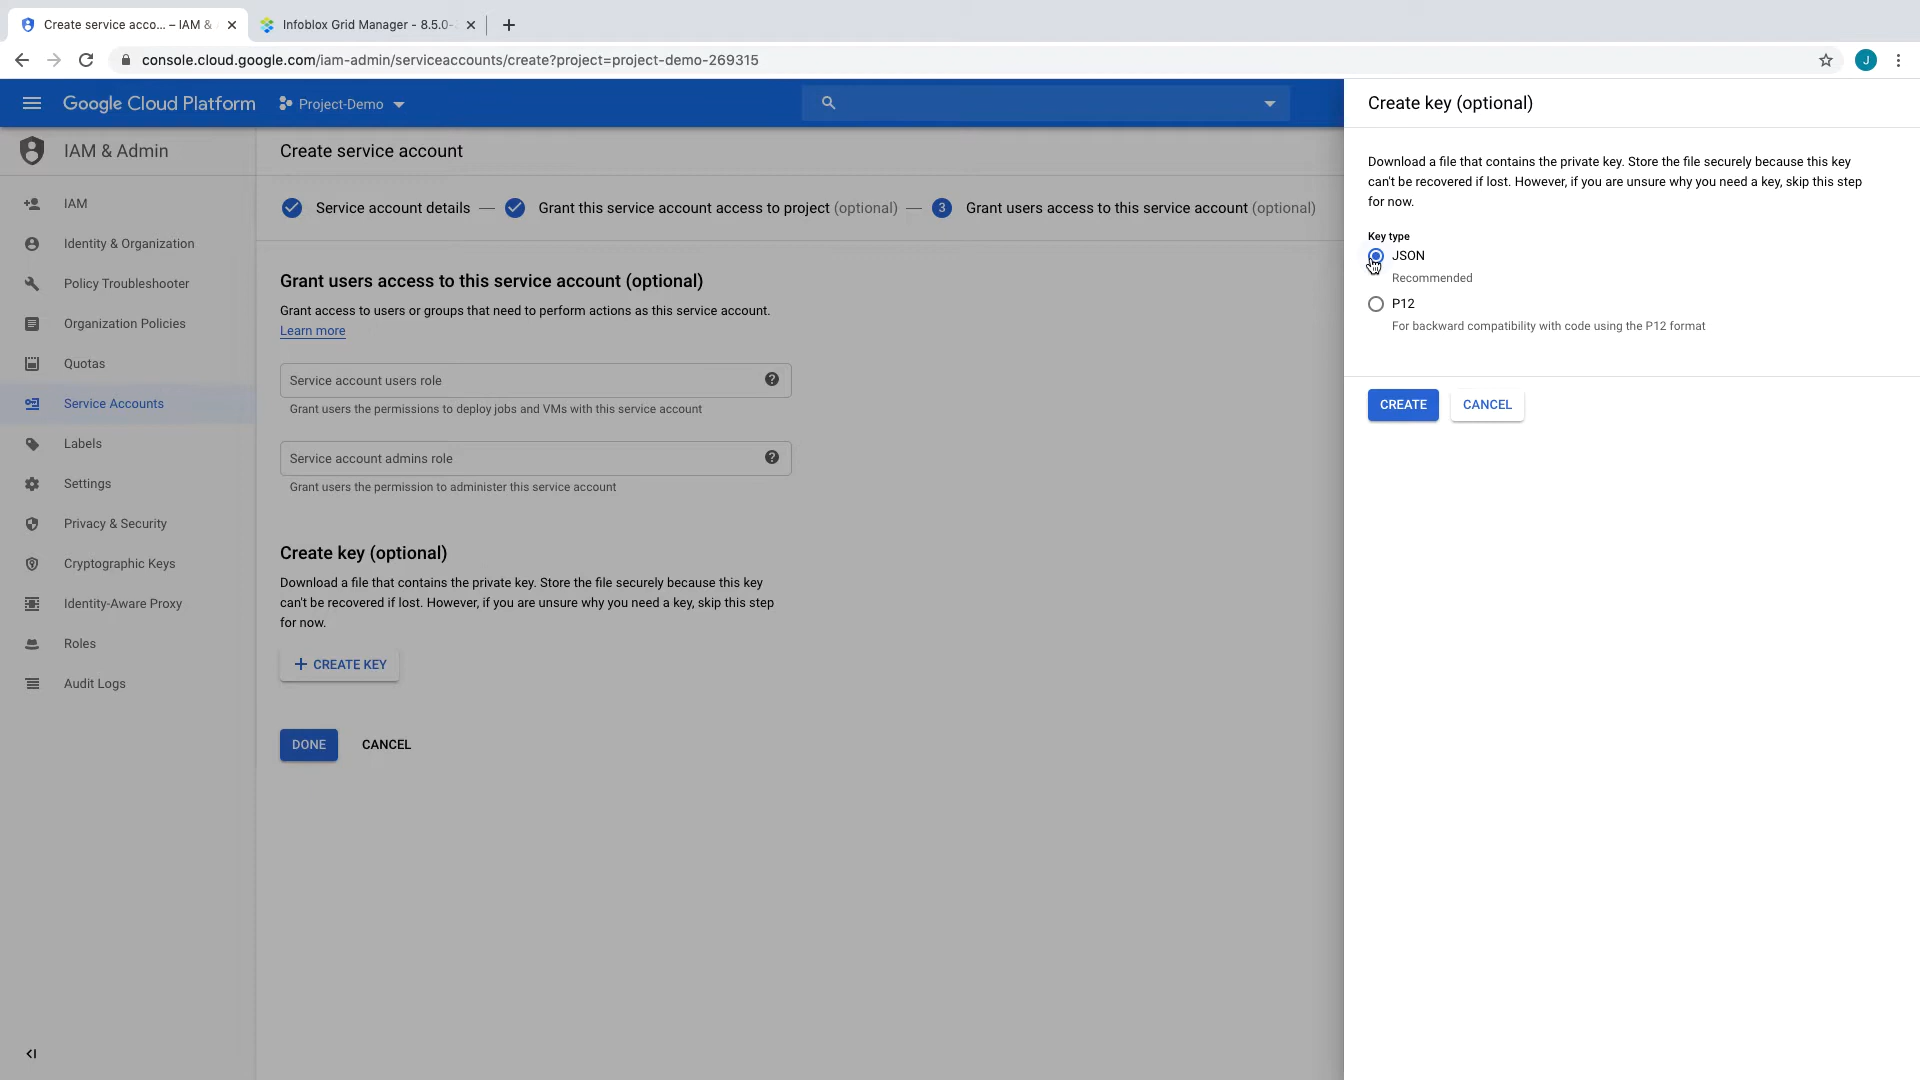 Create service acco... – IAM &
Infoblox Grid Manager - 8.5.0-
console.cloud.google.com/iam-admin/serviceaccounts/create?project=project-demo-269315
J
Google Cloud Platform
Project-Demo
IAM & Admin
IAM
Identity & Organization
Policy Troubleshooter
Organization Policies
Quotas
Service Accounts
Labels
Settings
Privacy & Security
Cryptographic Keys
Identity-Aware Proxy
Roles
Audit Logs
Create service account
Service account details — Grant this service account access to project (optional) — 3 Grant users access to this service account (optional)
Grant users access to this service account (optional)
Grant access to users or groups that need to perform actions as this service account.
Learn more
Service account users role
Grant users the permissions to deploy jobs and VMs with this service account
Service account admins role
Grant users the permission to administer this service account
Create key (optional)
Download a file that contains the private key. Store the file securely because this key
can't be recovered if lost. However, if you are unsure why you need a key, skip this step
for now.
+ CREATE KEY
DONE CANCEL
Create key (optional)
Download a file that contains the private key. Store the file securely because this key
can't be recovered if lost. However, if you are unsure why you need a key, skip this step
for now.
Key type
JSON
Recommended
P12
For backward compatibility with code using the P12 format
CREATE CANCEL